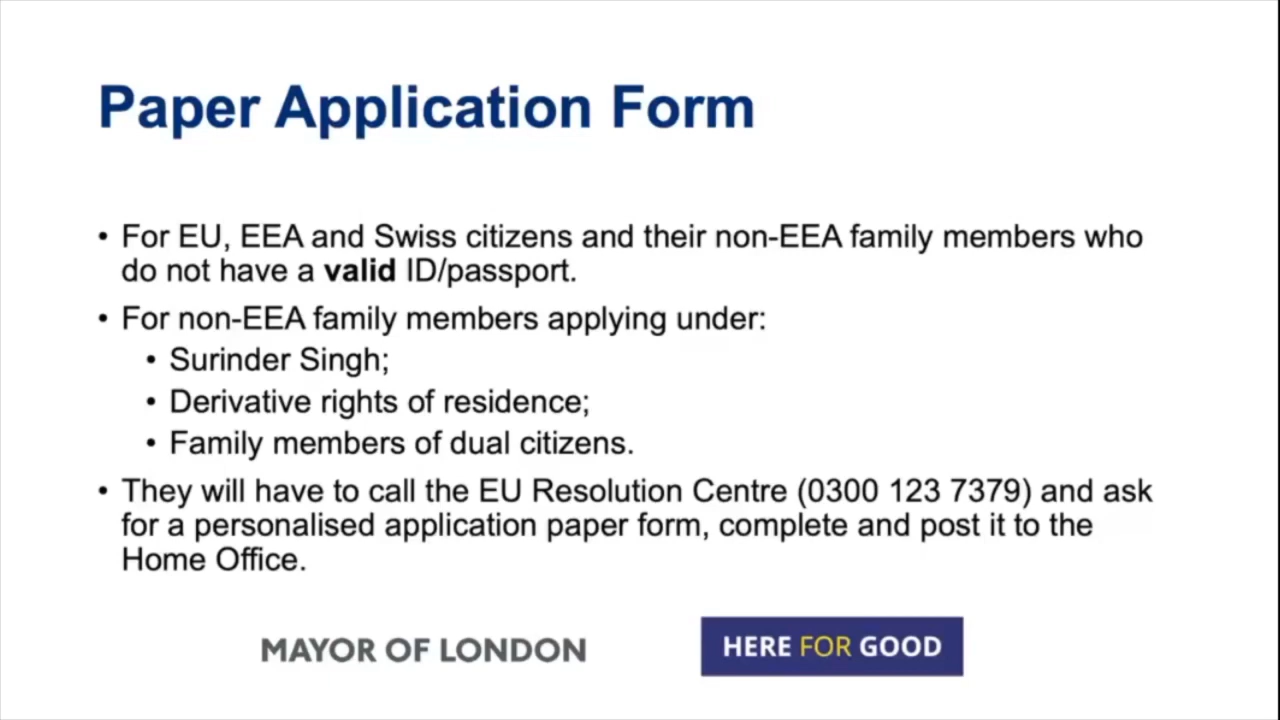 Paper Application Form
• For EU, EEA and Swiss citizens and their non-EEA family members who
do not have a valid ID/passport.
• For non-EEA family members applying under:
• Surinder Singh;
• Derivative rights of residence;
• Family members of dual citizens.
• They will have to call the EU Resolution Centre (0300 123 7379) and ask
for a personalised application paper form, complete and post it to the
Home Office.
MAYOR OF LONDON
HERE FOR GOOD